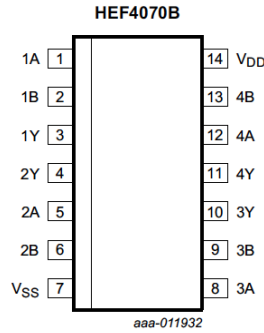 HEF4070B
1A 1 14 VDD
1B 2 13 4B
1Y 3 12 4A
2Y 4 11 4Y
2A 5 10 3Y
2B 6 9 3B
VSS 7 8 3A
aaa-011932